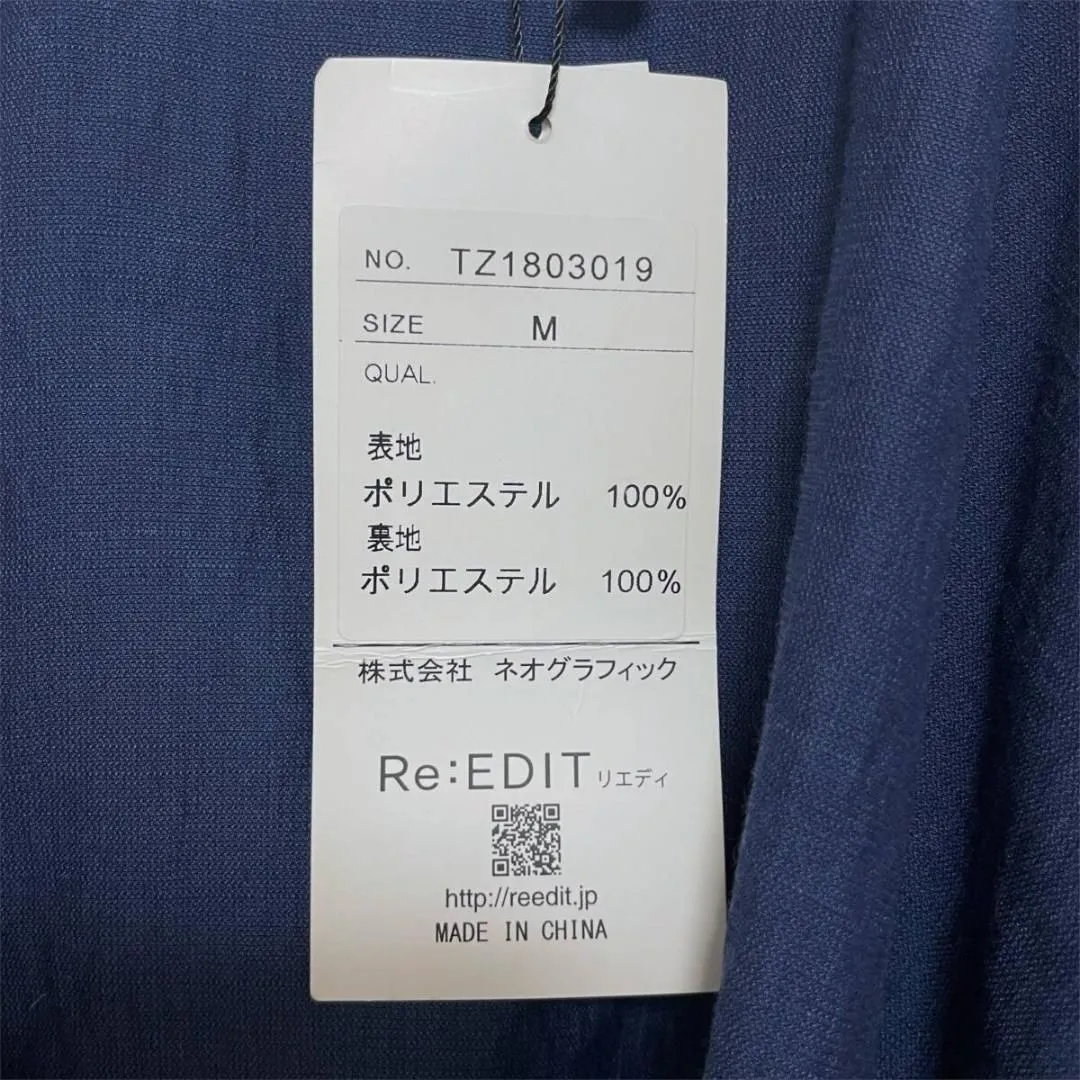 NO. TZ1803019
SIZE M
QUAL.
表地
ポリエステル 100%
裏地
ポリエステル 100%
株式会社 ネオグラフィック
Re:EDIT リエディ
http://reedit.jp
MADE IN CHINA